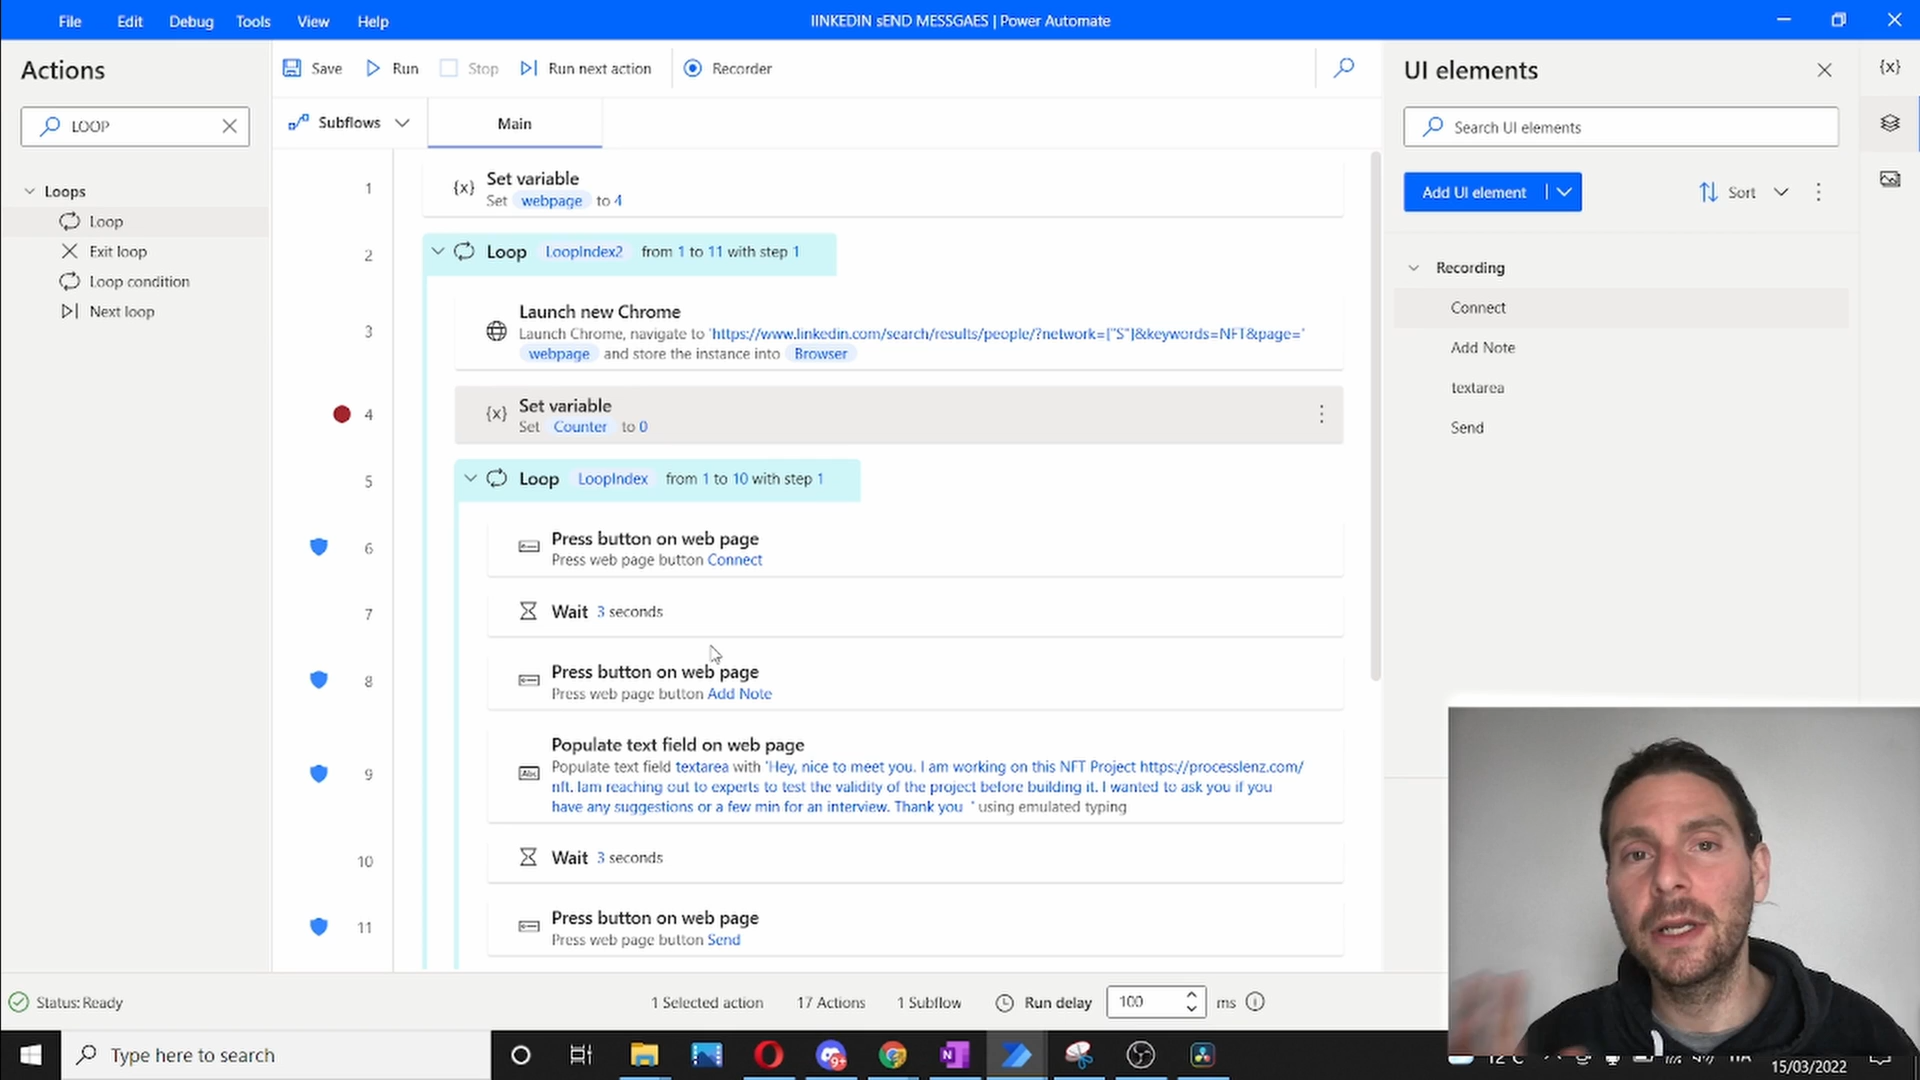 File Edit Debug Tools View Help
lINKEDIN sEND MESSGAES | Power Automate
Actions
LOOP
Loops
Loop
Exit loop
Loop condition
Next loop
Save Run Stop Run next action Recorder
Subflows Main
1 {x} Set variable
Set webpage to 4
2 Loop LoopIndex2 from 1 to 11 with step 1
3 Launch new Chrome
Launch Chrome, navigate to 'https://www.linkedin.com/search/results/people/?network=["S"]&keywords=NFT&page='
webpage and store the instance into Browser
4 {x} Set variable
Set Counter to 0
5 Loop LoopIndex from 1 to 10 with step 1
6 Press button on web page
Press web page button Connect
7 Wait 3 seconds
8 Press button on web page
Press web page button Add Note
9 Abc Populate text field on web page
Populate text field textarea with 'Hey, nice to meet you. I am working on this NFT Project https://processlenz.com/
nft. Iam reaching out to experts to test the validity of the project before building it. I wanted to ask you if you
have any suggestions or a few min for an interview. Thank you ' using emulated typing
10 Wait 3 seconds
11 Press button on web page
Press web page button Send
UI elements {x}
Search UI elements
Add UI element Sort
Recording
Connect
Add Note
textarea
Send
Status: Ready 1 Selected action 17 Actions 1 Subflow Run delay 100 ms
Type here to search
9+
N
12°C
15/03/2022